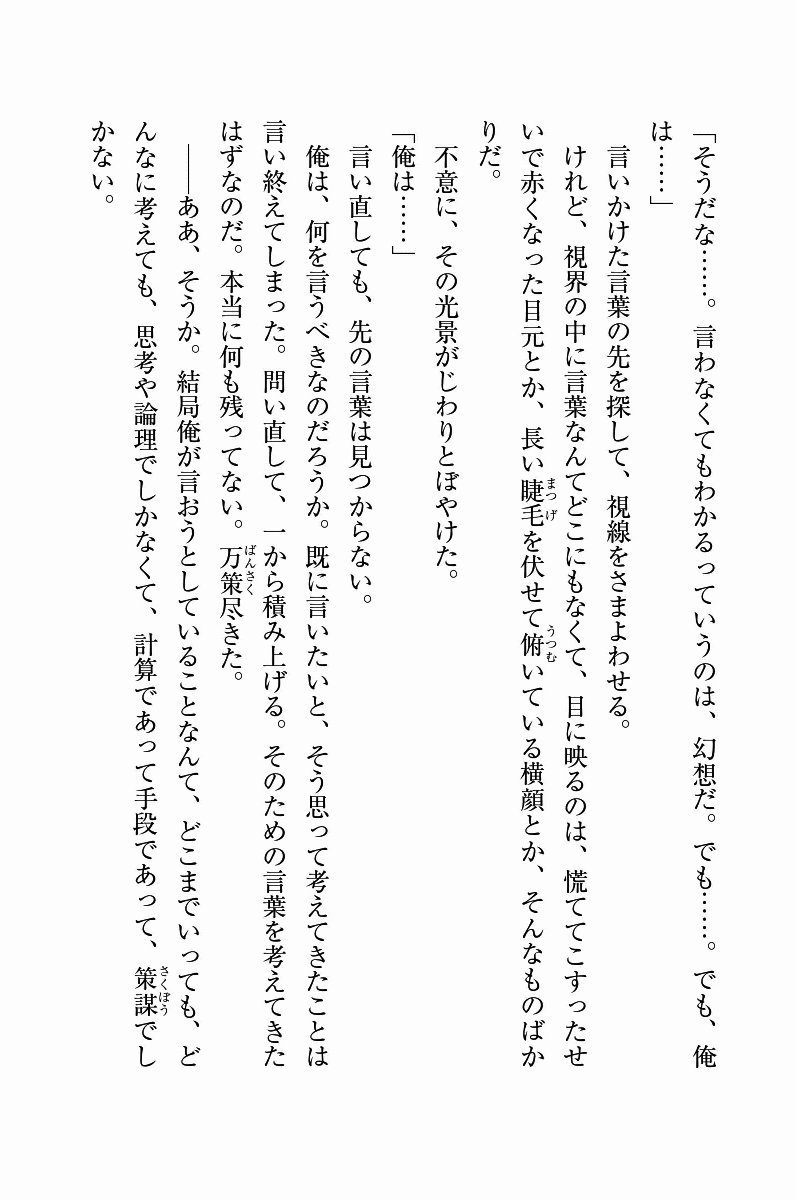 「そうだな……。言わなくてもわかるっていうのは、幻想だ。でも……。でも、俺
は……」
言いかけた言葉の先を探して、視線をさまよわせる。
けれど、視界の中に言葉なんてどこにもなくて、目に映るのは、慌ててこすったせ
いで赤くなった目元とか、長い睫毛を伏せて俯いている横顔とか、そんなものばか
りだ。
不意に、その光景がじわりとぼやけた。
「俺は……」
言い直しても、先の言葉は見つからない。
俺は、何を言うべきなのだろうか。既に言いたいと、そう思って考えてきたことは
言い終えてしまった。問い直して、一から積み上げる。そのための言葉を考えてきた
はずなのだ。本当に何も残ってない。万策尽きた。
――ああ、そうか。結局俺が言おうとしていることなんて、どこまでいっても、ど
んなに考えても、思考や論理でしかなくて、計算であって手段であって、策謀でし
かない。